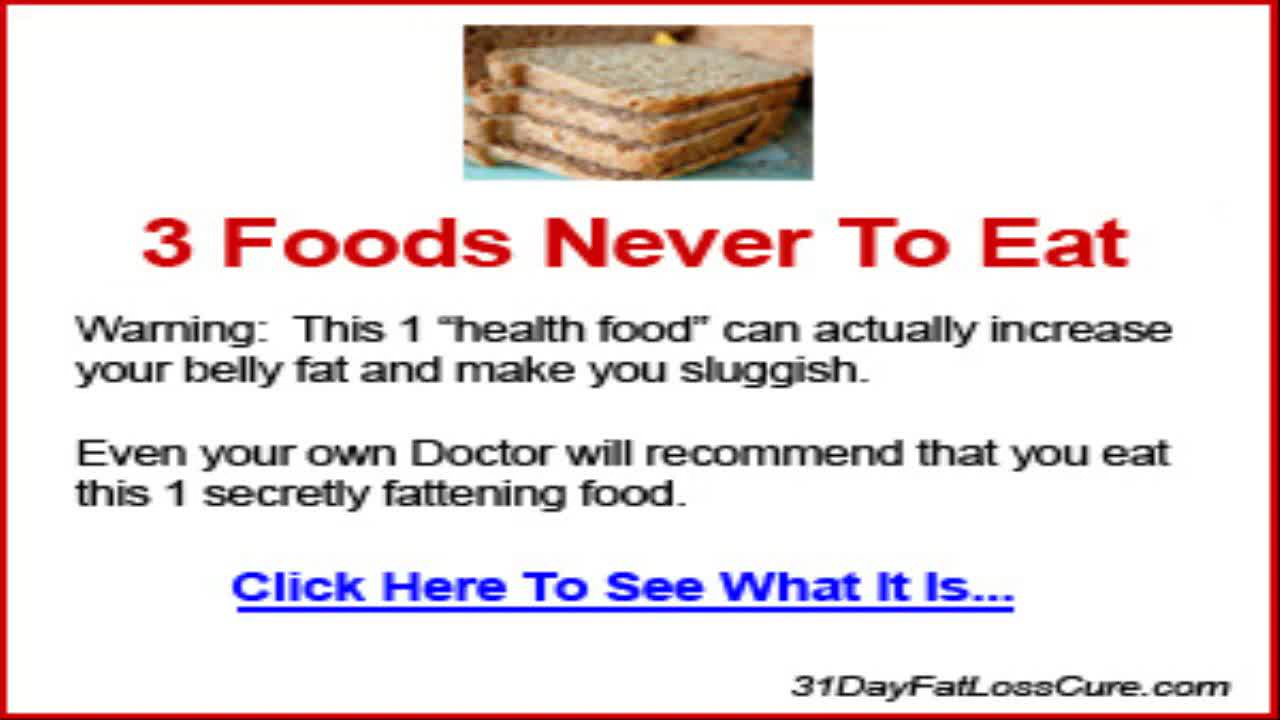 3 Foods Never To Eat
Warning:  This 1 “health food” can actually increase
your belly fat and make you sluggish.
Even your own Doctor will recommend that you eat
this 1 secretly fattening food.
Click Here To See What It Is...
31DayFatLossCure.com